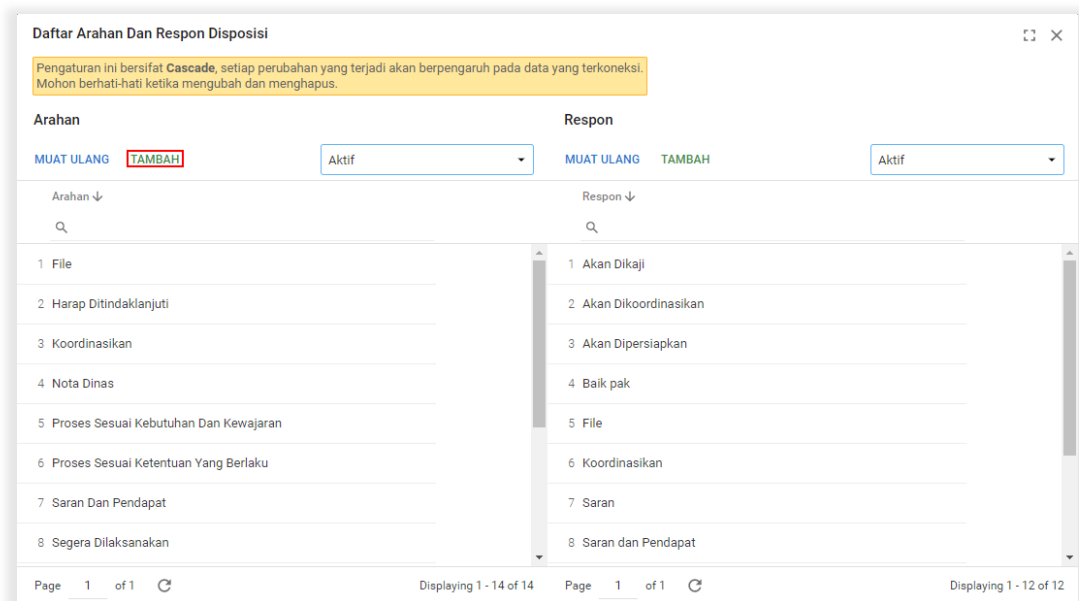 Daftar Arahan Dan Respon Disposisi
Pengaturan ini bersifat Cascade, setiap perubahan yang terjadi akan berpengaruh pada data yang terkoneksi.
Mohon berhati-hati ketika mengubah dan menghapus.
Arahan
MUAT ULANG TAMBAH Aktif
Arahan
1 File
2 Harap Ditindaklanjuti
3 Koordinasikan
4 Nota Dinas
5 Proses Sesuai Kebutuhan Dan Kewajaran
6 Proses Sesuai Ketentuan Yang Berlaku
7 Saran Dan Pendapat
8 Segera Dilaksanakan
Page 1 of 1 Displaying 1 - 14 of 14
Respon
MUAT ULANG TAMBAH Aktif
Respon
1 Akan Dikaji
2 Akan Dikoordinasikan
3 Akan Dipersiapkan
4 Baik pak
5 File
6 Koordinasikan
7 Saran
8 Saran dan Pendapat
Page 1 of 1 Displaying 1 - 12 of 12